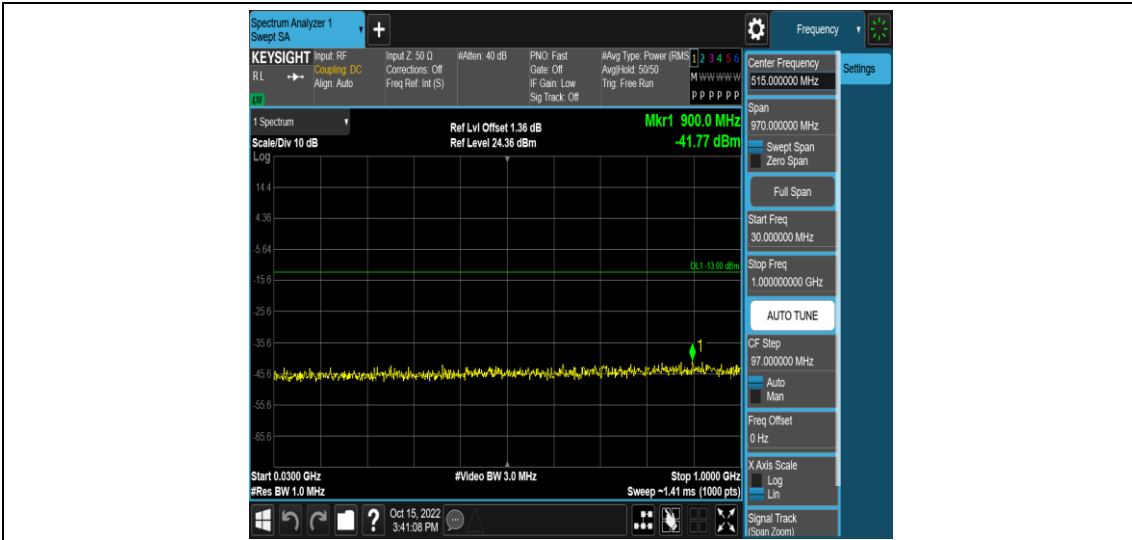 Spectrum Analyzer 1
Swept SA
+
Frequency
KEYSIGHT
RL
LXI
Input: RF
Coupling: DC
Align: Auto
Input Z: 50 Ω
Corrections: Off
Freq Ref: Int (S)
#Atten: 40 dB
PNO: Fast
Gate: Off
IF Gain: Low
Sig Track: Off
#Avg Type: Power (RMS
Avg|Hold: 50/50
Trig: Free Run
1 2 3 4 5 6
M W W W W W
P P P P P P
1 Spectrum
Scale/Div 10 dB
Ref Lvl Offset 1.36 dB
Ref Level 24.36 dBm
Mkr1 900.0 MHz
-41.77 dBm
Log
14.4
4.36
-5.64
DL1 -13.00 dBm
-15.6
-25.6
-35.6
1
-45.6
-55.6
-65.6
Start 0.0300 GHz
#Video BW 3.0 MHz
Stop 1.0000 GHz
#Res BW 1.0 MHz
Sweep ~1.41 ms (1000 pts)
?
Oct 15, 2022
3:41:08 PM
Center Frequency
515.000000 MHz
Settings
Span
970.000000 MHz
Swept Span
Zero Span
Full Span
Start Freq
30.000000 MHz
Stop Freq
1.000000000 GHz
AUTO TUNE
CF Step
97.000000 MHz
Auto
Man
Freq Offset
0 Hz
X Axis Scale
Log
Lin
Signal Track
(Span Zoom)